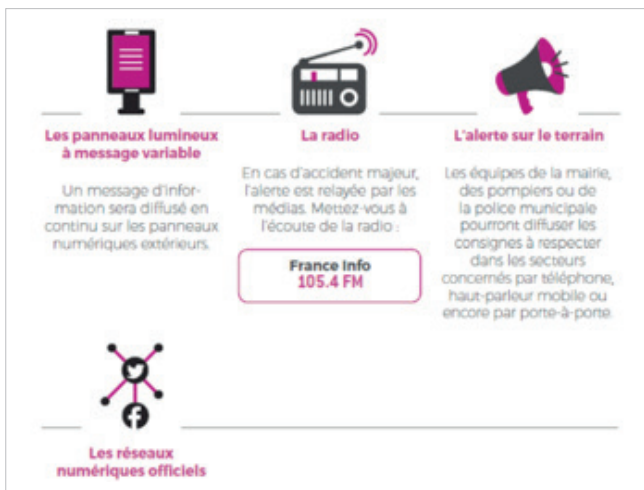 Les panneaux lumineux
à message variable
Un message d'infor-
mation sera diffusé en
continu sur les panneaux
numériques extérieurs.
La radio
En cas d'accident majeur,
l'alerte est relayée par les
médias. Mettez-vous à
l'écoute de la radio :
France Info
105.4 FM
L'alerte sur le terrain
Les équipes de la mairie,
des pompiers ou de
la police municipale
pourront diffuser les
consignes à respecter
dans les secteurs
concernés par téléphone,
haut-parleur mobile ou
encore par porte-à-porte.
Les réseaux
numériques officiels